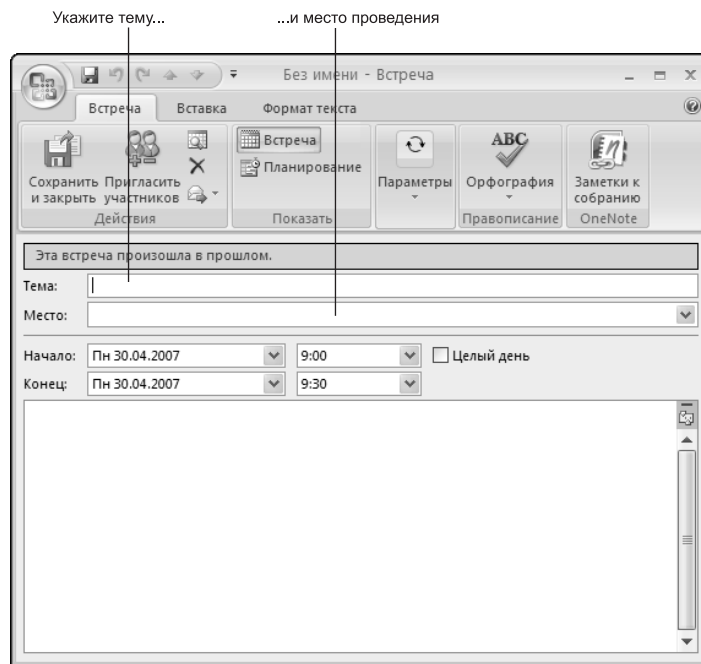 Укажите тему...
...и место проведения
Без имени - Встреча
Встреча
Вставка
Формат текста
Сохранить и закрыть
Пригласить участников
Встреча
Планирование
Параметры
ABC
Орфография
Заметки к собранию
Действия
Показать
Правописание
OneNote
Эта встреча произошла в прошлом.
Тема:
Место:
Начало: Пн 30.04.2007 9:00 Целый день
Конец: Пн 30.04.2007 9:30